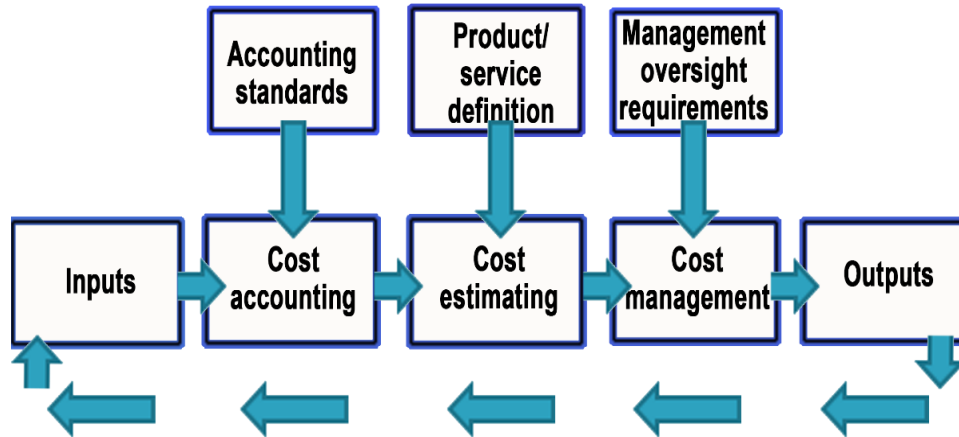 Accounting
standards
Product/
service
definition
Management
oversight
requirements
Inputs
Cost
accounting
Cost
estimating
Cost
management
Outputs